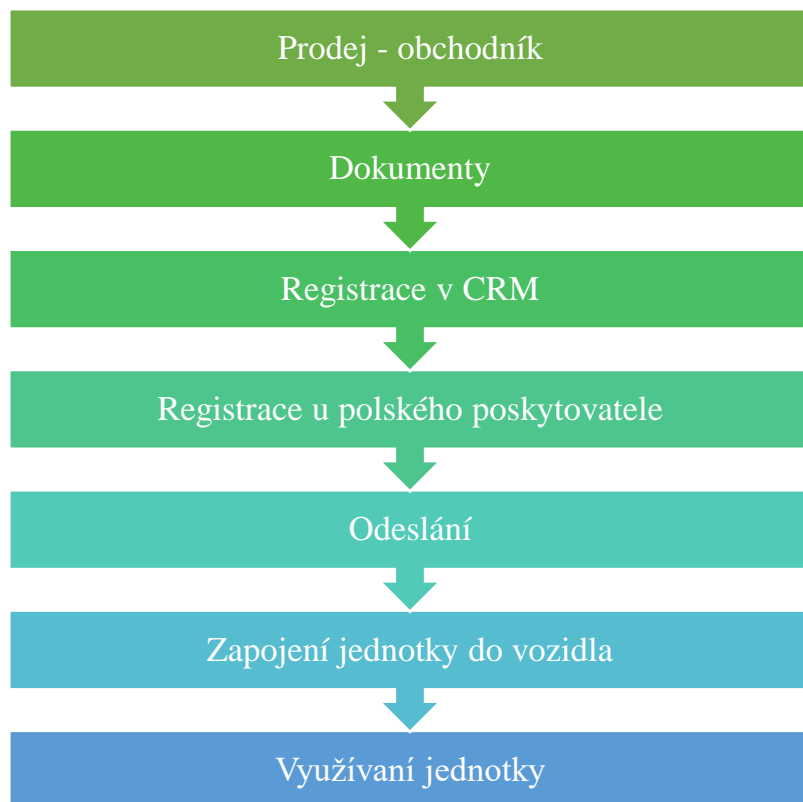 Prodej - obchodník
Dokumenty
Registrace v CRM
Registrace u polského poskytovatele
Odeslání
Zapojení jednotky do vozidla
Využívaní jednotky